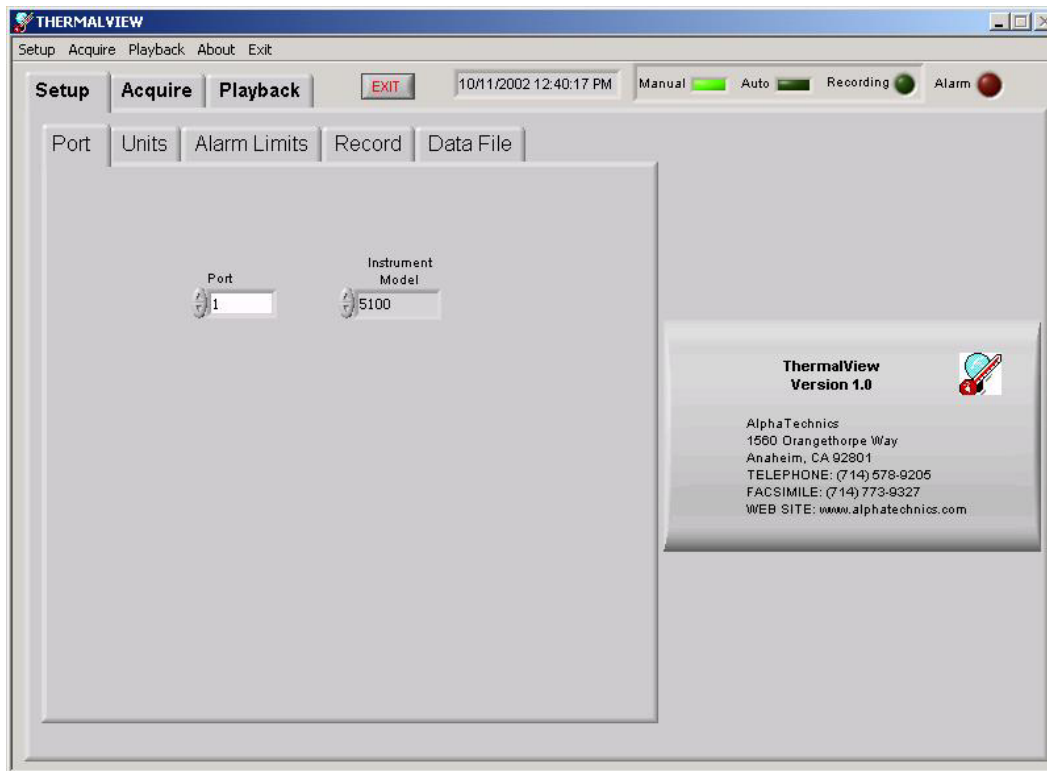 THERMALVIEW
Setup Acquire Playback About Exit
Setup Acquire Playback EXIT 10/11/2002 12:40:17 PM Manual Auto Recording Alarm
Port Units Alarm Limits Record Data File
Port
1
Instrument
Model
5100
ThermalView
Version 1.0
AlphaTechnics
1560 Orangethorpe Way
Anaheim, CA 92801
TELEPHONE: (714) 578-9205
FACSIMILE: (714) 773-9327
WEB SITE: www.alphatechnics.com